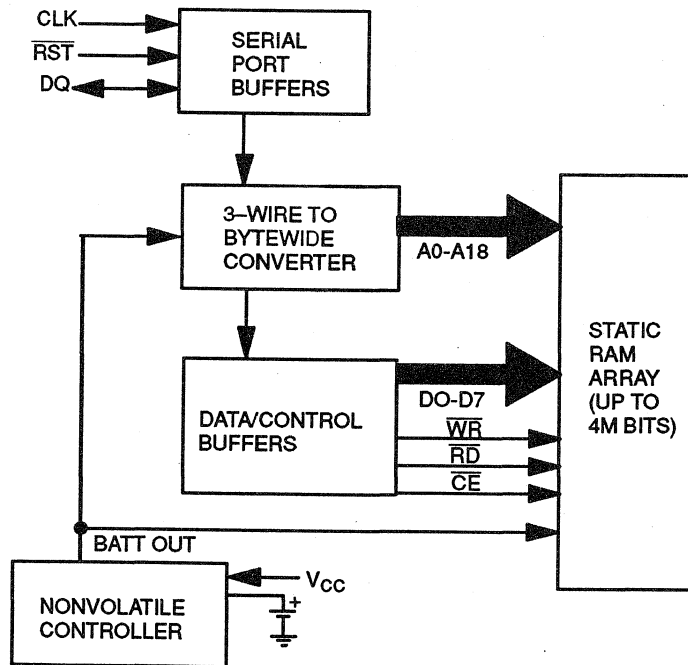 CLK
RST
DQ
SERIAL
PORT
BUFFERS
3–WIRE TO
BYTEWIDE
CONVERTER
A0-A18
STATIC
RAM
ARRAY
(UP TO
4M BITS)
DATA/CONTROL
BUFFERS
DO-D7
WR
RD
CE
BATT OUT
NONVOLATILE
CONTROLLER
VCC
+